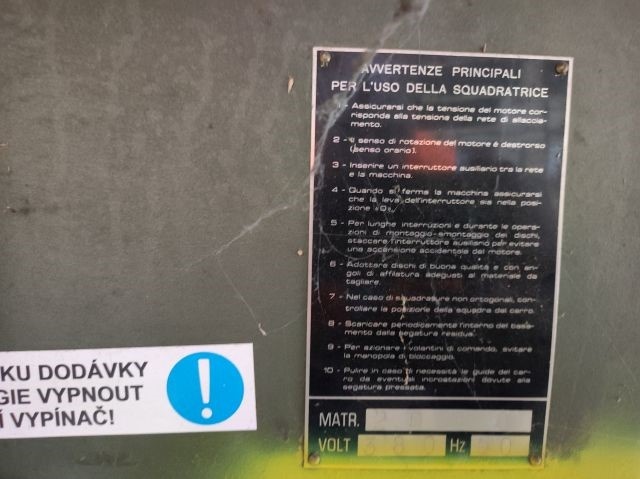 AVVERTENZE PRINCIPALI
PER L'USO DELLA SQUADRATRICE
1 - Assicurarsi che la tensione del motore cor-
risponda alla tensione della rete di allaccia-
mento.
2 - Il senso di rotazione del motore è destrorso
(senso orario).
3 - Inserire un interruttore ausiliario tra la rete
e la macchina.
4 - Quando si ferma la macchina assicurarsi
che la leva dell'interruttore sia nella posi-
zione «O».
5 - Per lunghe interruzioni e durante le opera-
zioni di montaggio-smontaggio dei dischi,
staccare l'interruttore ausiliario per evitare
una accensione accidentale del motore.
6 - Adottare dischi di buona qualità e con an-
goli di affilatura adeguati al materiale da
tagliare.
7 - Nel caso di squadrature non ortogonali, con-
trollare la posizione della squadra del carro.
8 - Scaricare periodicamente l'interno del basa-
mento dalla segatura residua.
9 - Per azionare i volantini di comando, svitare
la manopola di bloccaggio.
10 - Pulire in caso di necessità le guide del car-
ro da eventuali incrostazioni dovute alla
segatura pressata.
MATR.
VOLT 380 Hz 50
KU DODÁVKY
GIE VYPNOUT
Í VYPÍNAČ!